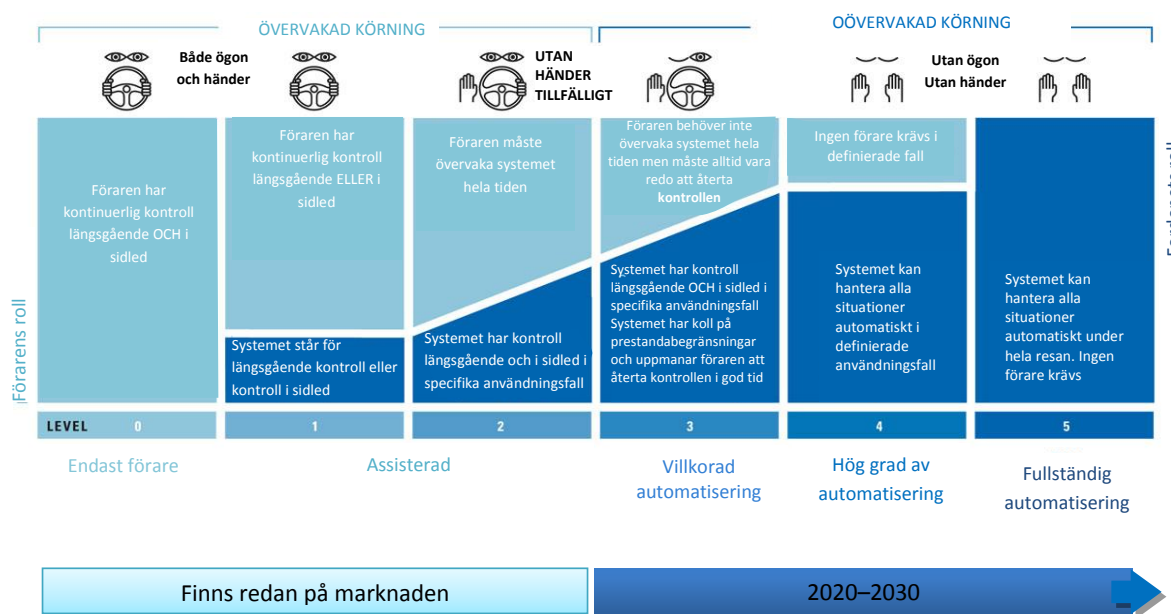 ÖVERVAKAD KÖRNING
OÖVERVAKAD KÖRNING
Både ögon
och händer
UTAN
HÄNDER
TILLFÄLLIGT
Utan ögon
Utan händer
Förarens roll
Föraren har
kontinuerlig kontroll
längsgående OCH i
sidled
Föraren har
kontinuerlig kontroll
längsgående ELLER i
sidled
Systemet står för
längsgående kontroll eller
kontroll i sidled
Föraren måste
övervaka systemet
hela tiden
Systemet har kontroll
längsgående och i sidled i
specifika användningsfall
Föraren behöver inte
övervaka systemet hela
tiden men måste alltid vara
redo att återta
kontrollen
Systemet har kontroll
längsgående OCH i sidled i
specifika användningsfall
Systemet har koll på
prestandabegränsningar
och uppmanar föraren att
återta kontrollen i god tid
Ingen förare krävs i
definierade fall
Systemet kan
hantera alla
situationer
automatiskt i
definierade
användningsfall
Systemet kan
hantera alla
situationer
automatiskt under
hela resan. Ingen
förare krävs
LEVEL 0 1 2 3 4 5
Endast förare
Assisterad
Villkorad
automatisering
Hög grad av
automatisering
Fullständig
automatisering
Finns redan på marknaden
2020–2030